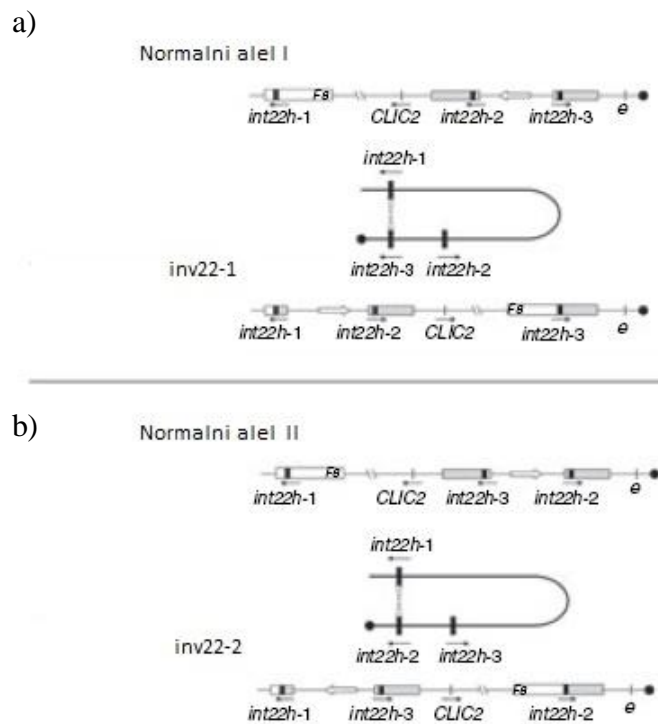 a)
Normalni alel I
F8
int22h-1 CLIC2 int22h-2 int22h-3 e
int22h-1
int22h-3 int22h-2
inv22-1
F8
int22h-1 int22h-2 CLIC2 int22h-3 e
b)
Normalni alel II
F8
int22h-1 CLIC2 int22h-3 int22h-2 e
int22h-1
int22h-2 int22h-3
inv22-2
F8
int22h-1 int22h-3 CLIC2 int22h-2 e